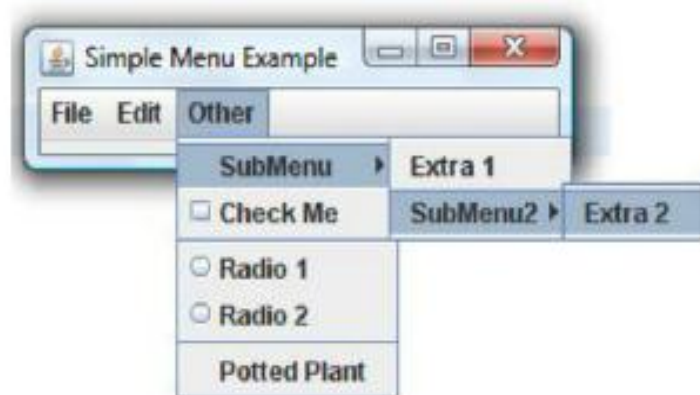 Simple Menu Example
File Edit Other
SubMenu Extra 1
Check Me SubMenu2 Extra 2
Radio 1
Radio 2
Potted Plant